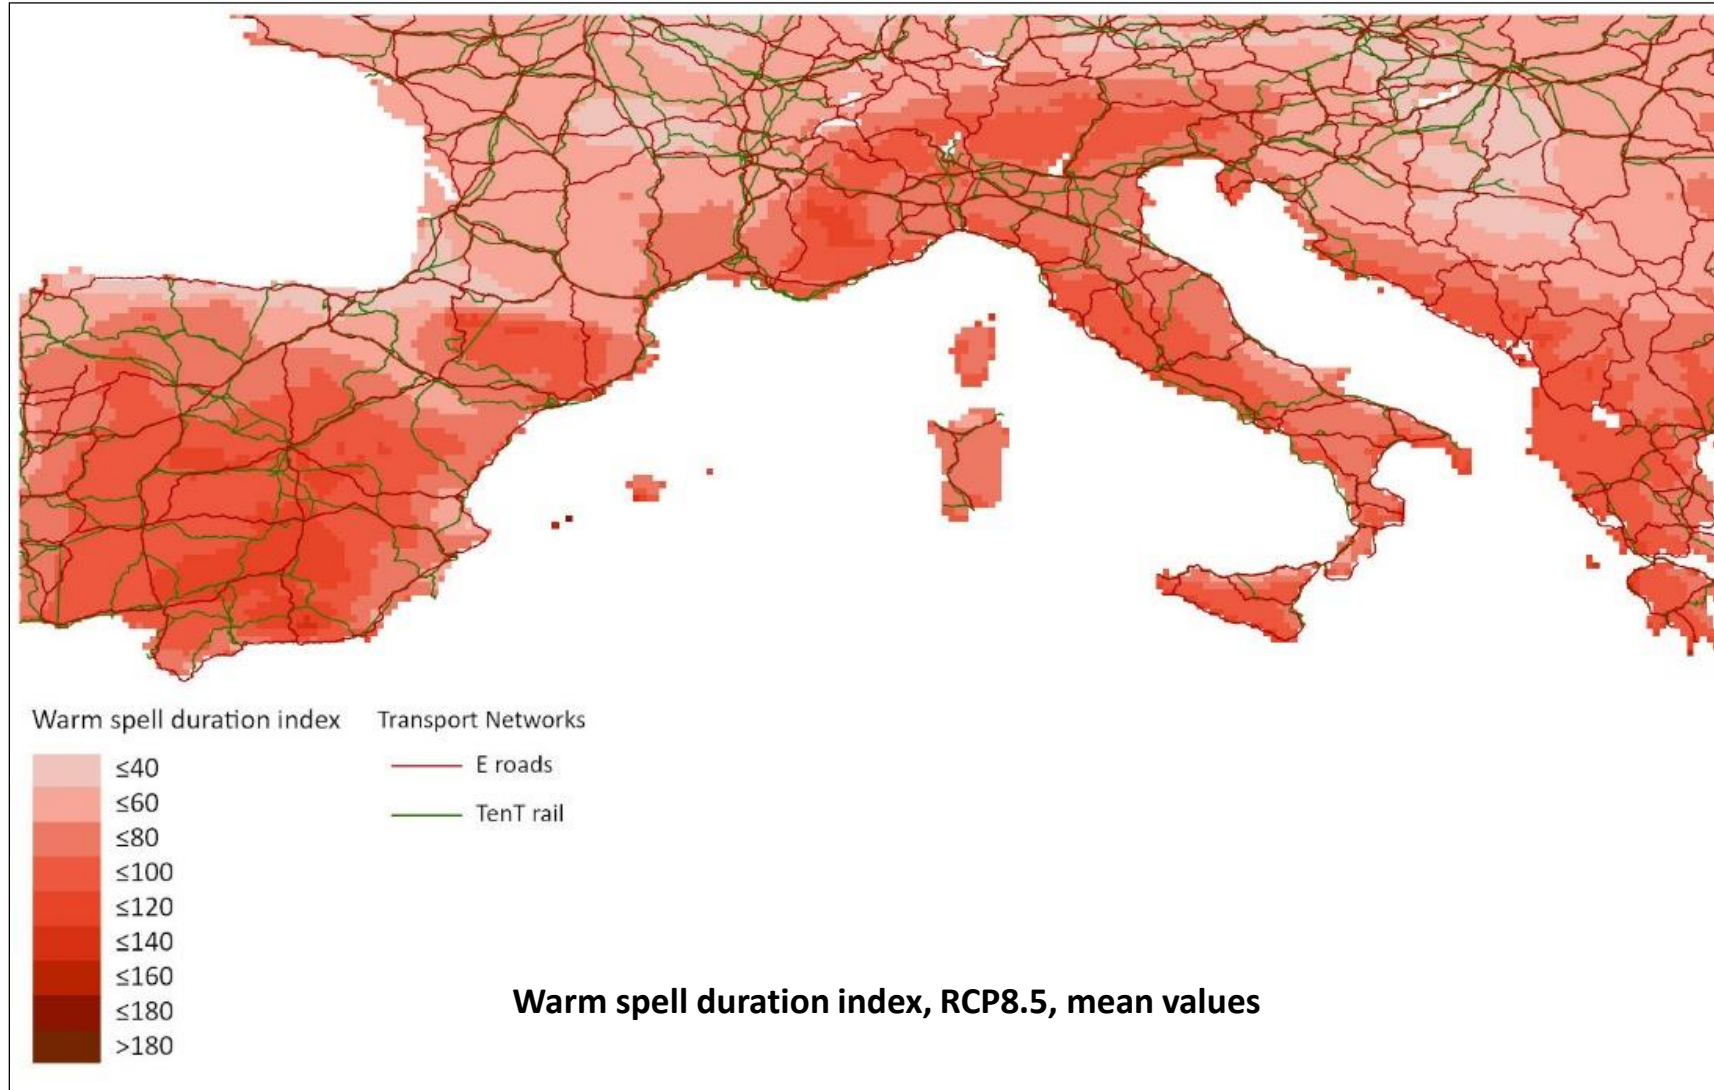 Warm spell duration index
≤40
≤60
≤80
≤100
≤120
≤140
≤160
≤180
>180
Transport Networks
E roads
TenT rail
Warm spell duration index, RCP8.5, mean values